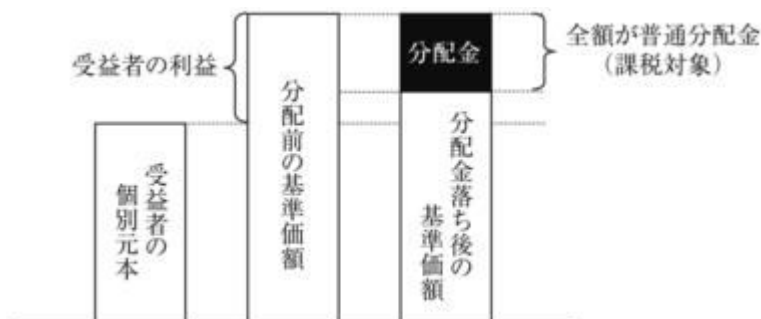 受益者の利益
受益者の
個別元本
分配前の基準価額
分配金
分配金落ち後の
基準価額
全額が普通分配金
（課税対象）